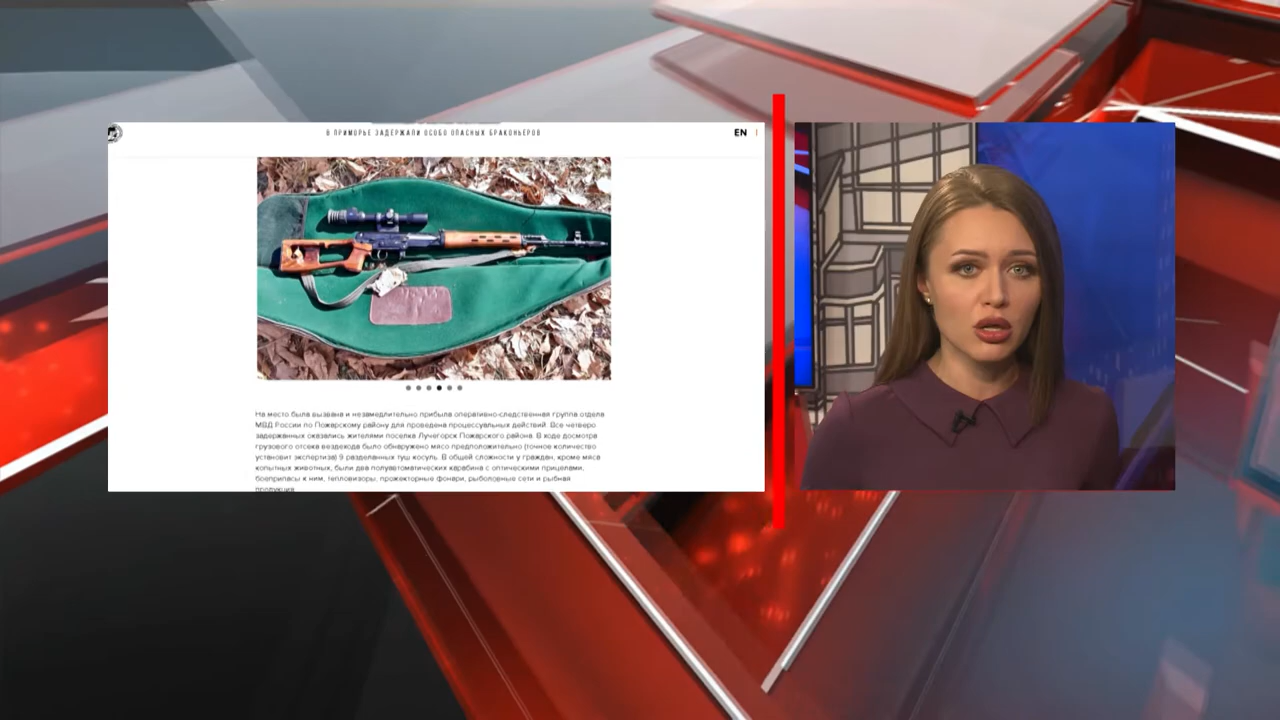 В ПРИМОРЬЕ ЗАДЕРЖАЛИ ОСОБО ОПАСНЫХ БРАКОНЬЕРОВ
EN
На место была вызвана и незамедлительно прибыла оперативно-следственная группа отдела
МВД России по Пожарскому району для проведена процессуальных действий. Все четверо
задержанных оказались жителями поселка Лучегорск Пожарского района. В ходе досмотра
грузового отсека вездехода было обнаружено мясо предположительно (точное количество
установит экспертиза) 9 разделанных туш косуль. В общей сложности у граждан, кроме мяса
копытных животных, были два полуавтоматических карабина с оптическими прицелами,
боеприпасы к ним, тепловизоры, прожекторные фонари, рыболовные сети и рыбная
продукция.